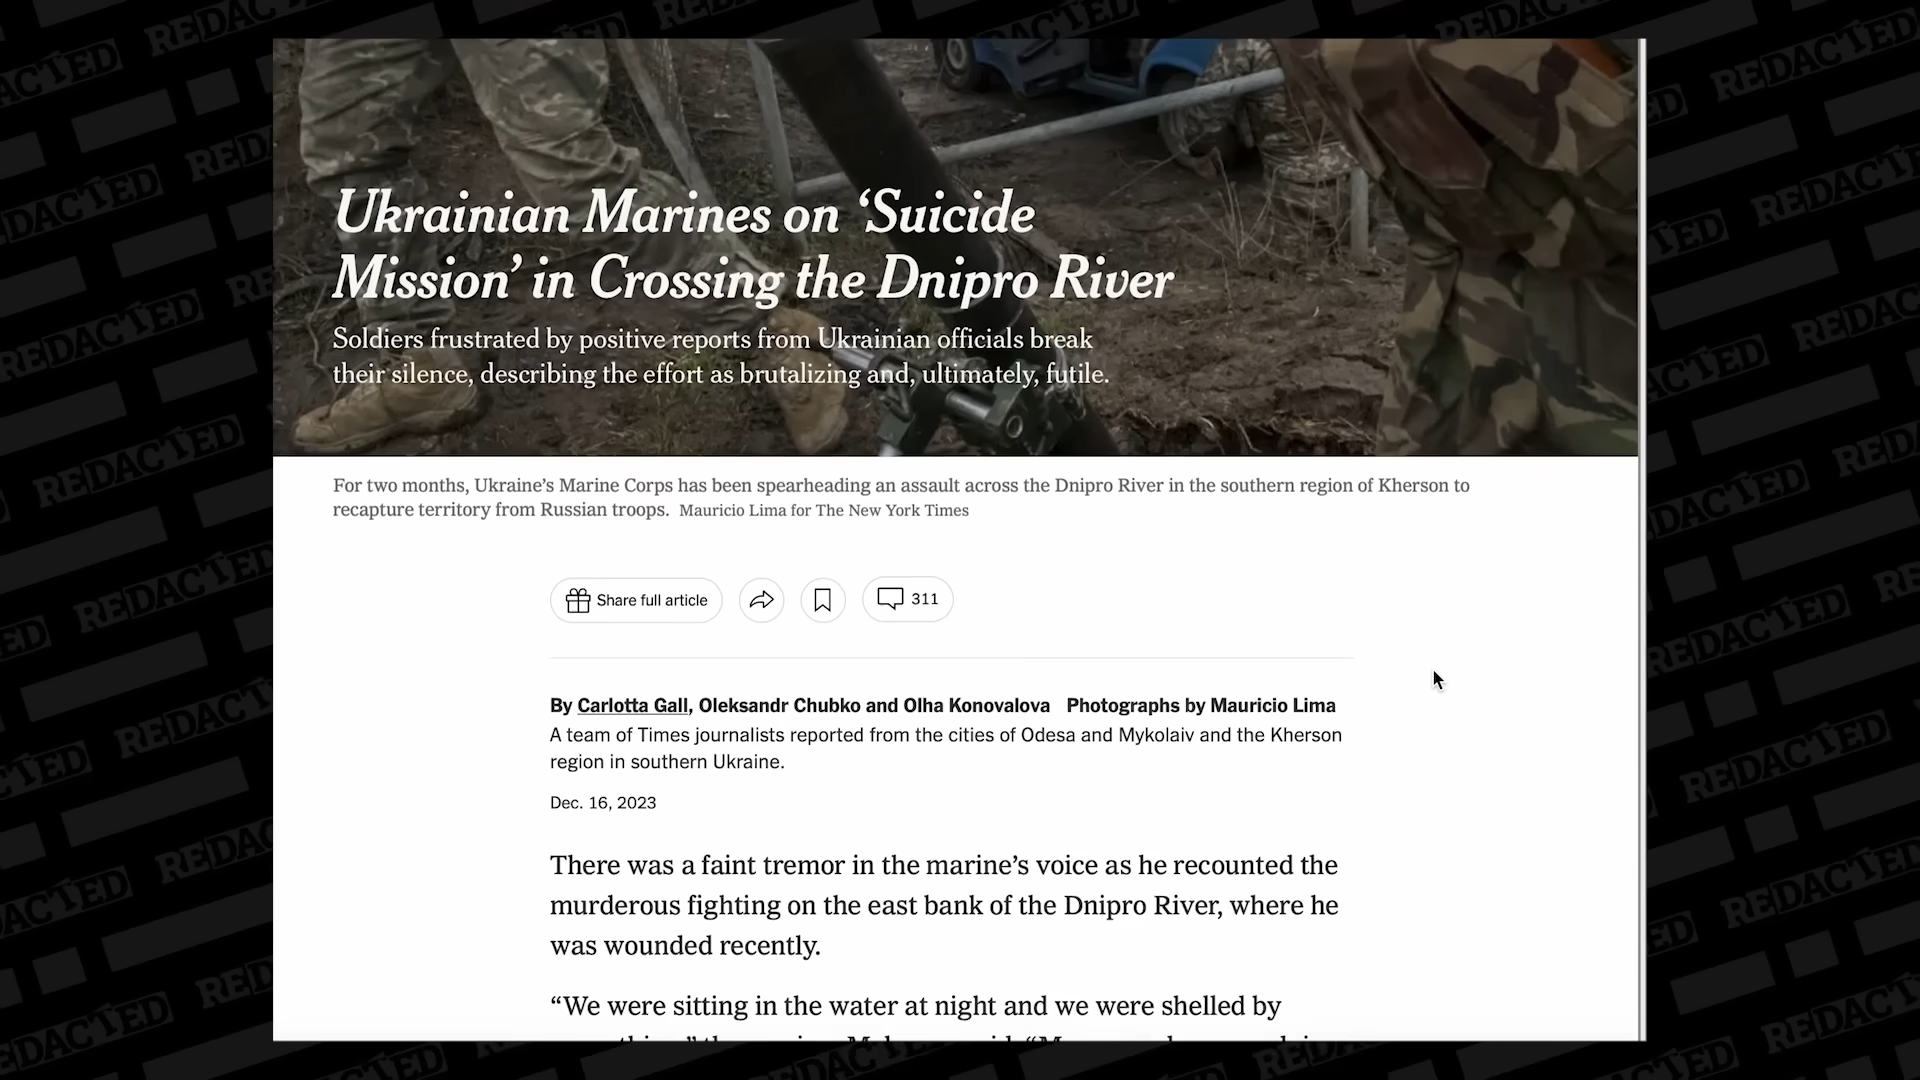 Ukrainian Marines on ‘Suicide
Mission’ in Crossing the Dnipro River
Soldiers frustrated by positive reports from Ukrainian officials break
their silence, describing the effort as brutalizing and, ultimately, futile.
For two months, Ukraine’s Marine Corps has been spearheading an assault across the Dnipro River in the southern region of Kherson to
recapture territory from Russian troops. Mauricio Lima for The New York Times
Share full article
311
By Carlotta Gall, Oleksandr Chubko and Olha Konovalova Photographs by Mauricio Lima
A team of Times journalists reported from the cities of Odesa and Mykolaiv and the Kherson
region in southern Ukraine.
Dec. 16, 2023
There was a faint tremor in the marine’s voice as he recounted the
murderous fighting on the east bank of the Dnipro River, where he
was wounded recently.
“We were sitting in the water at night and we were shelled by
REDACTED
REDACTED
REDACTED
REDACTED
REDACTED
REDACTED